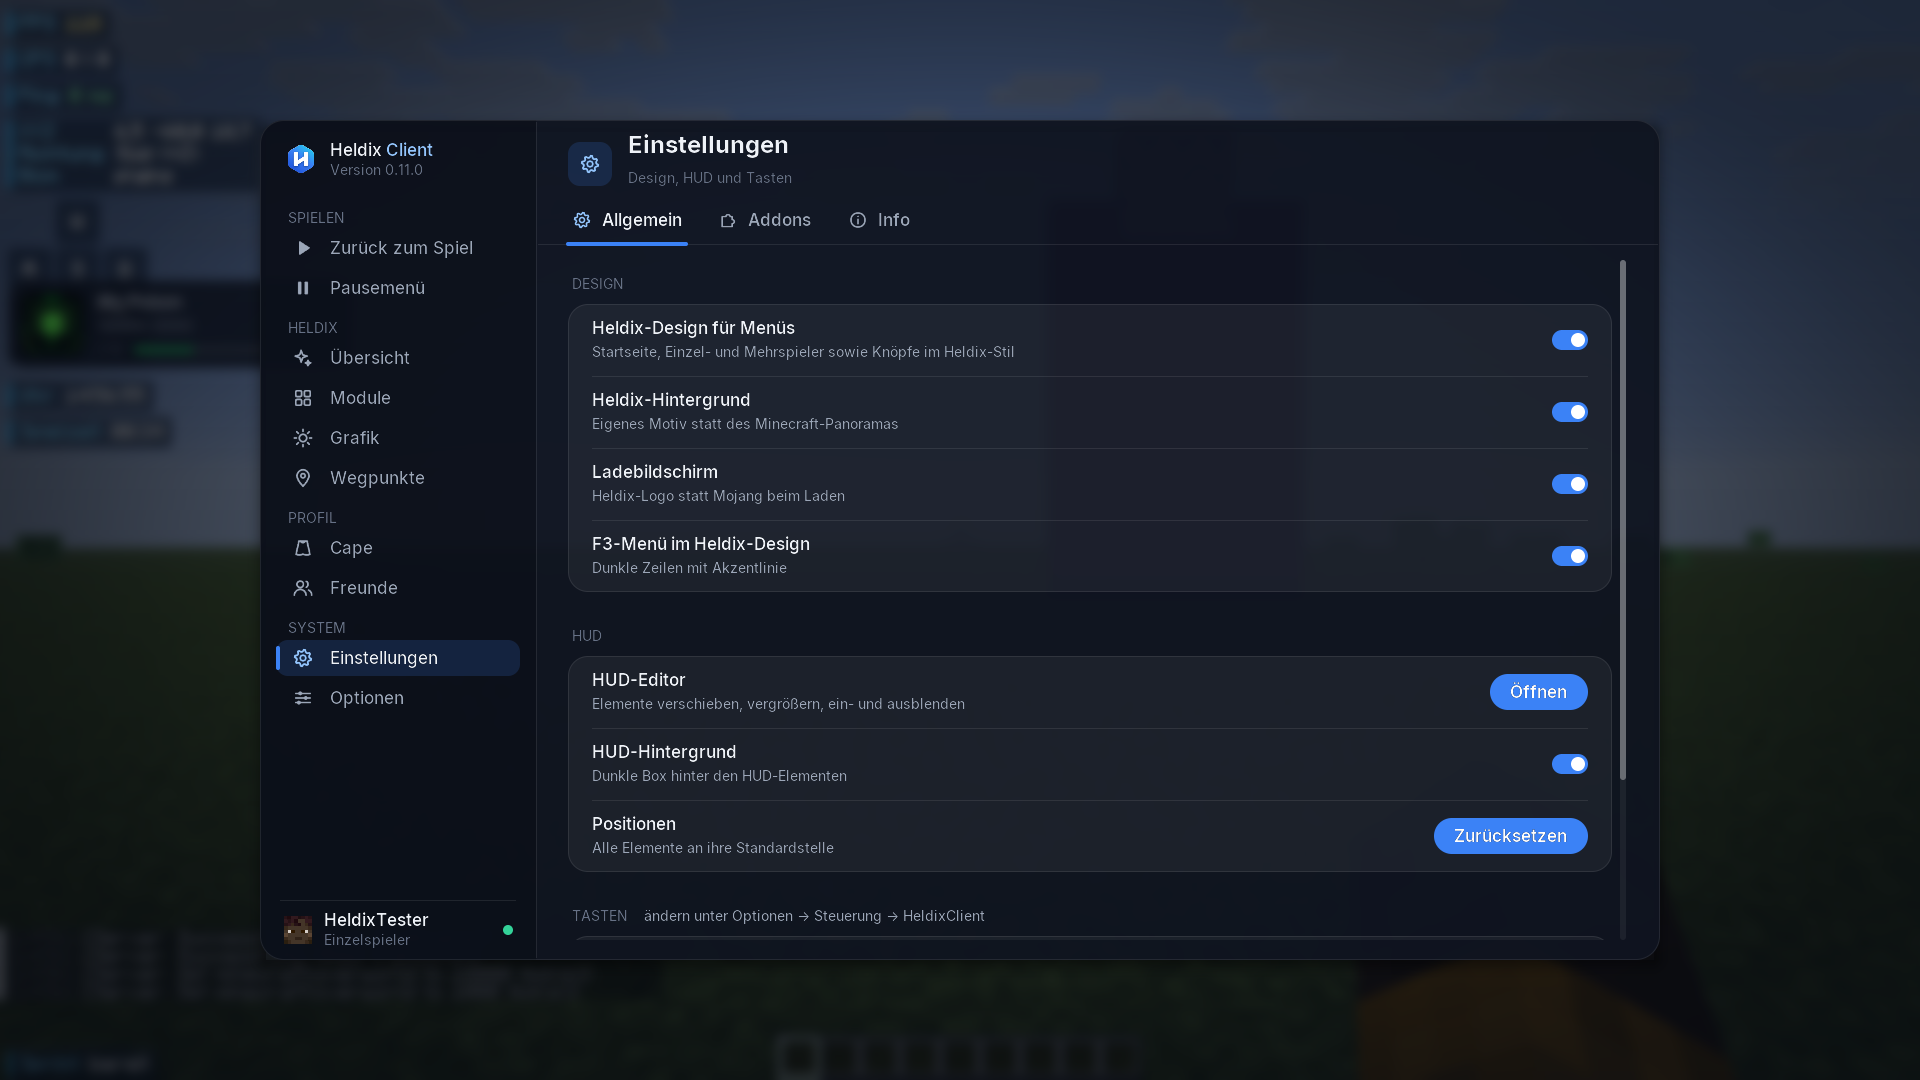 Heldix Client
Version 0.11.0
SPIELEN
Zurück zum Spiel
Pausemenü
HELDIX
Übersicht
Module
Grafik
Wegpunkte
PROFIL
Cape
Freunde
SYSTEM
Einstellungen
Optionen
HeldixTester
Einzelspieler
Einstellungen
Design, HUD und Tasten
Allgemein
Addons
Info
DESIGN
Heldix-Design für Menüs
Startseite, Einzel- und Mehrspieler sowie Knöpfe im Heldix-Stil
Heldix-Hintergrund
Eigenes Motiv statt des Minecraft-Panoramas
Ladebildschirm
Heldix-Logo statt Mojang beim Laden
F3-Menü im Heldix-Design
Dunkle Zeilen mit Akzentlinie
HUD
HUD-Editor
Elemente verschieben, vergrößern, ein- und ausblenden
Öffnen
HUD-Hintergrund
Dunkle Box hinter den HUD-Elementen
Positionen
Alle Elemente an ihre Standardstelle
Zurücksetzen
TASTEN ändern unter Optionen → Steuerung → HeldixClient